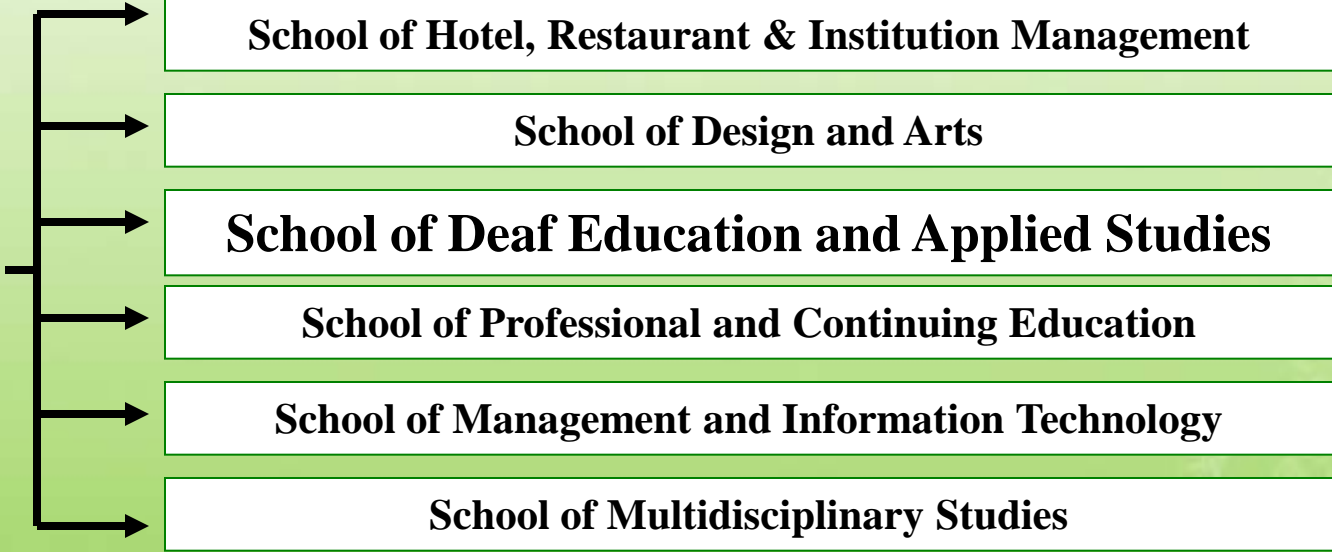 School of Hotel, Restaurant & Institution Management
School of Design and Arts
School of Deaf Education and Applied Studies
School of Professional and Continuing Education
School of Management and Information Technology
School of Multidisciplinary Studies